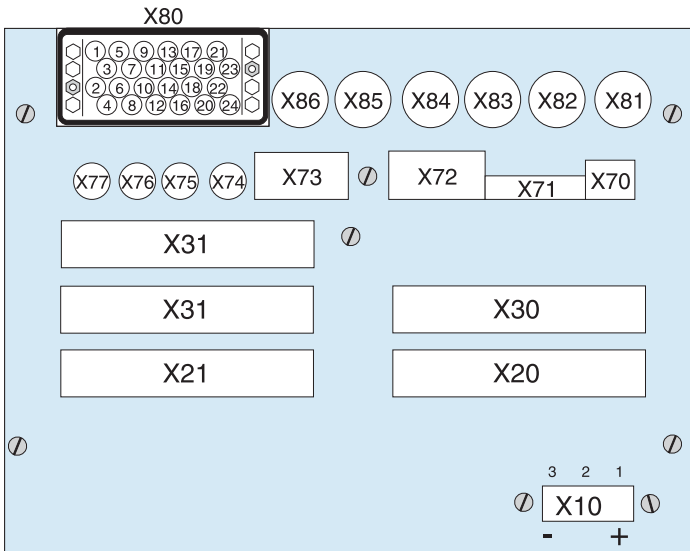 X80
1 5 9 13 17 21
3 7 11 15 19 23
2 6 10 14 18 22
4 8 12 16 20 24
X86 X85 X84 X83 X82 X81
X77 X76 X75 X74 X73 X72 X71 X70
X31
X31 X30
X21 X20
3 2 1
X10
- +